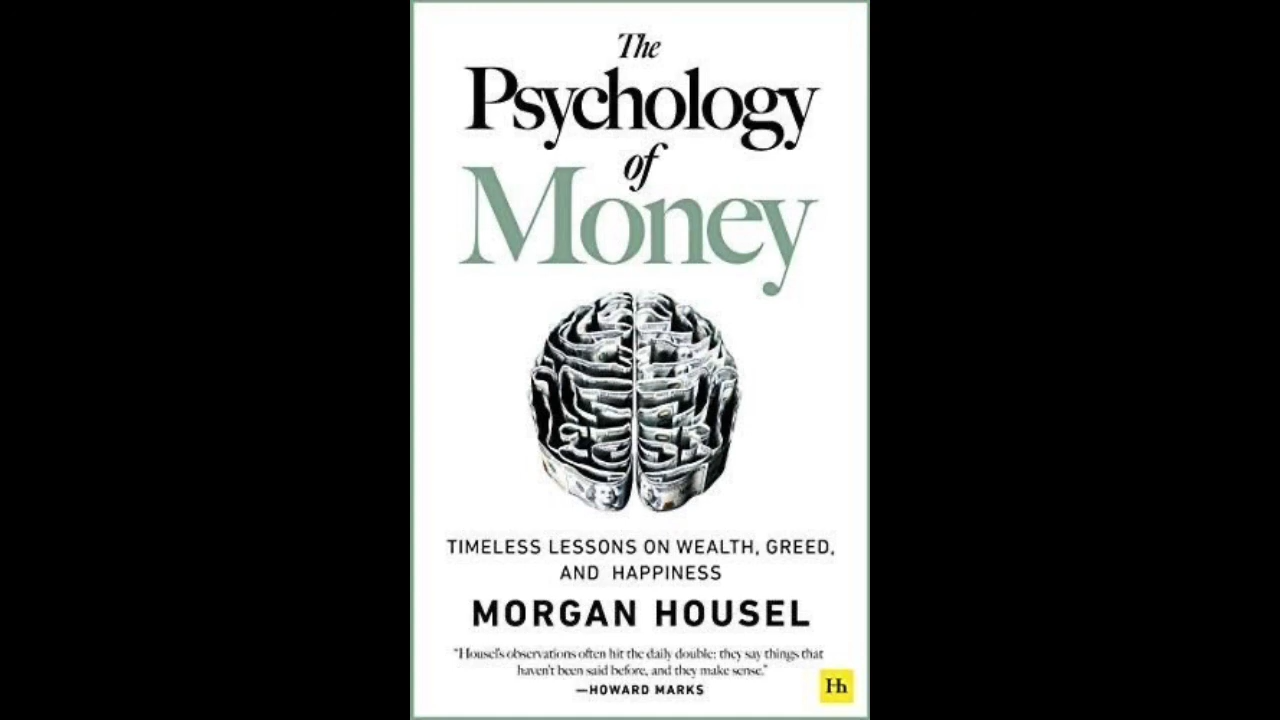 The
Psychology
of
Money
TIMELESS LESSONS ON WEALTH, GREED,
AND HAPPINESS
MORGAN HOUSEL
"Housel's observations often hit the daily double: they say things that
haven't been said before, and they make sense."
—HOWARD MARKS
Hh